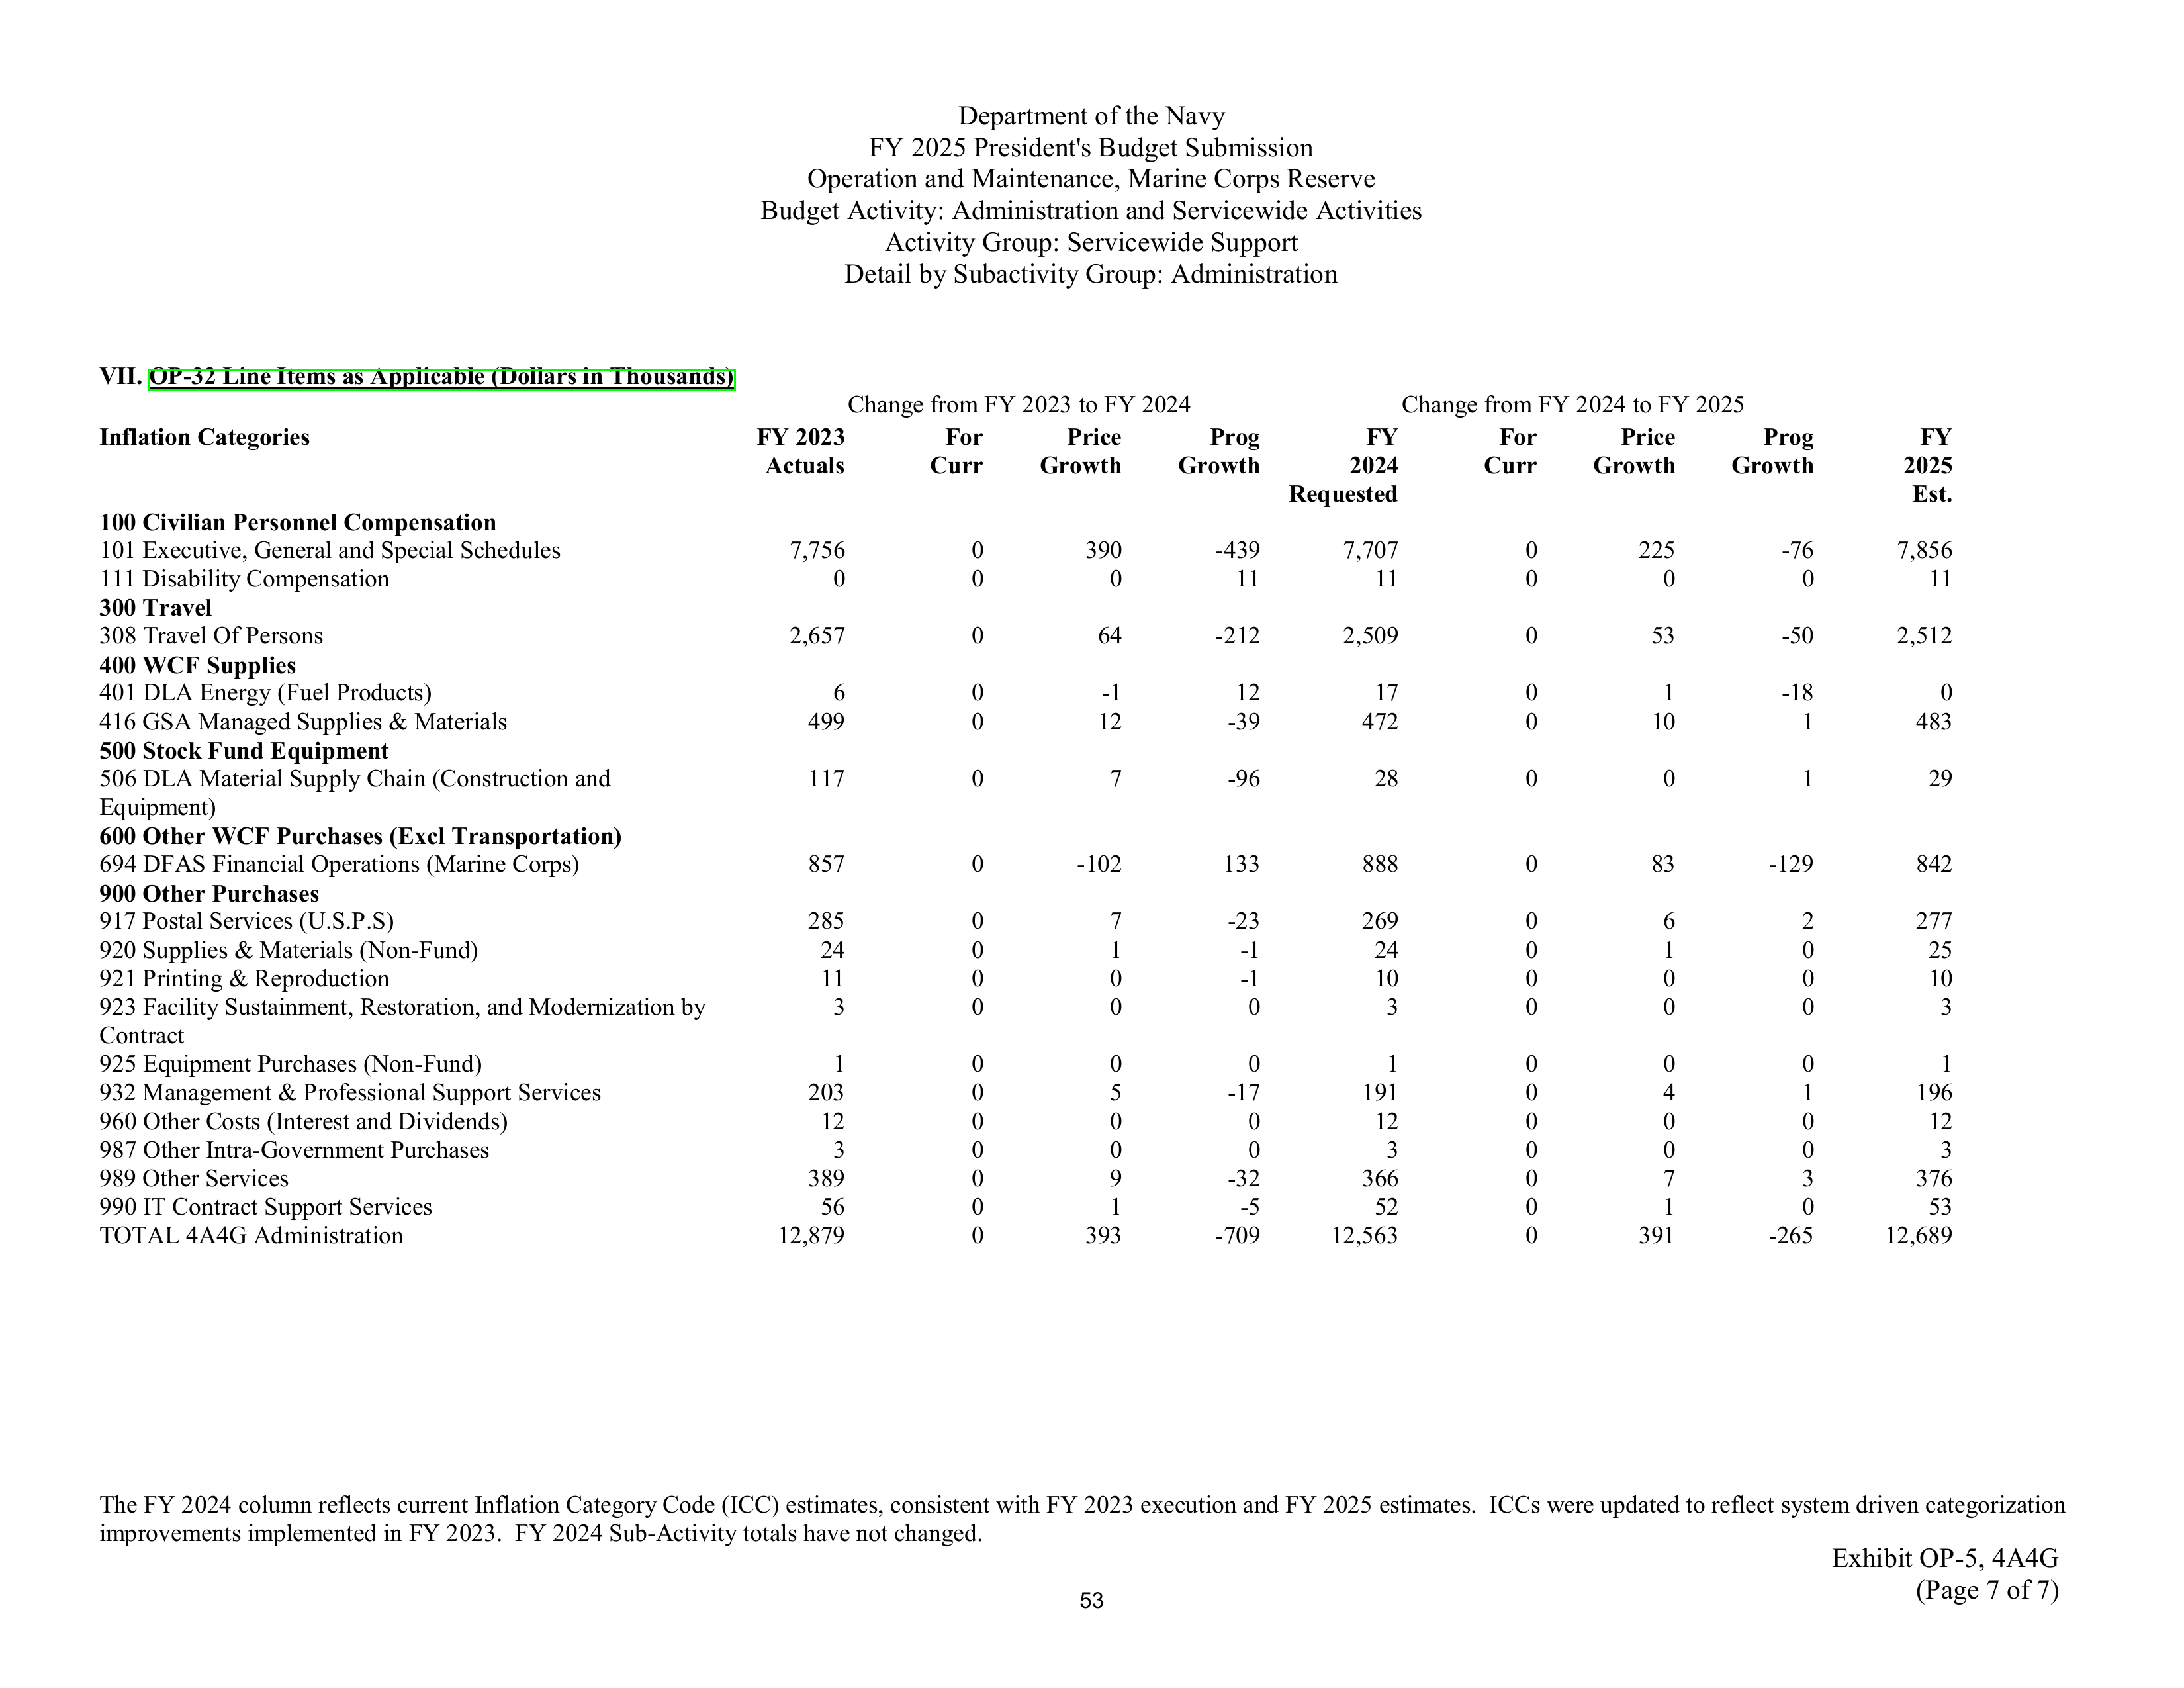 Department of the Navy
FY 2025 President's Budget Submission
Operation and Maintenance, Marine Corps Reserve
Budget Activity: Administration and Servicewide Activities
Activity Group: Servicewide Support
Detail by Subactivity Group: Administration
VII. OP-32 Line Items as Applicable (Dollars in Thousands)
Change from FY 2023 to FY 2024 Change from FY 2024 to FY 2025
Inflation Categories FY 2023 For Price Prog FY For Price Prog FY
Actuals Curr Growth Growth 2024 Curr Growth Growth 2025
Requested Est.
100 Civilian Personnel Compensation
101 Executive, General and Special Schedules 7,756 0 390 -439 7,707 0 225 -76 7,856
111 Disability Compensation 0 0 0 11 11 0 0 0 11
300 Travel
308 Travel Of Persons 2,657 0 64 -212 2,509 0 53 -50 2,512
400 WCF Supplies
401 DLA Energy (Fuel Products) 6 0 -1 12 17 0 1 -18 0
416 GSA Managed Supplies & Materials 499 0 12 -39 472 0 10 1 483
500 Stock Fund Equipment
506 DLA Material Supply Chain (Construction and 117 0 7 -96 28 0 0 1 29
Equipment)
600 Other WCF Purchases (Excl Transportation)
694 DFAS Financial Operations (Marine Corps) 857 0 -102 133 888 0 83 -129 842
900 Other Purchases
917 Postal Services (U.S.P.S) 285 0 7 -23 269 0 6 2 277
920 Supplies & Materials (Non-Fund) 24 0 1 -1 24 0 1 0 25
921 Printing & Reproduction 11 0 0 -1 10 0 0 0 10
923 Facility Sustainment, Restoration, and Modernization by 3 0 0 0 3 0 0 0 3
Contract
925 Equipment Purchases (Non-Fund) 1 0 0 0 1 0 0 0 1
932 Management & Professional Support Services 203 0 5 -17 191 0 4 1 196
960 Other Costs (Interest and Dividends) 12 0 0 0 12 0 0 0 12
987 Other Intra-Government Purchases 3 0 0 0 3 0 0 0 3
989 Other Services 389 0 9 -32 366 0 7 3 376
990 IT Contract Support Services 56 0 1 -5 52 0 1 0 53
TOTAL 4A4G Administration 12,879 0 393 -709 12,563 0 391 -265 12,689
The FY 2024 column reflects current Inflation Category Code (ICC) estimates, consistent with FY 2023 execution and FY 2025 estimates. ICCs were updated to reflect system driven categorization
improvements implemented in FY 2023. FY 2024 Sub-Activity totals have not changed.
Exhibit OP-5, 4A4G
(Page 7 of 7)
53